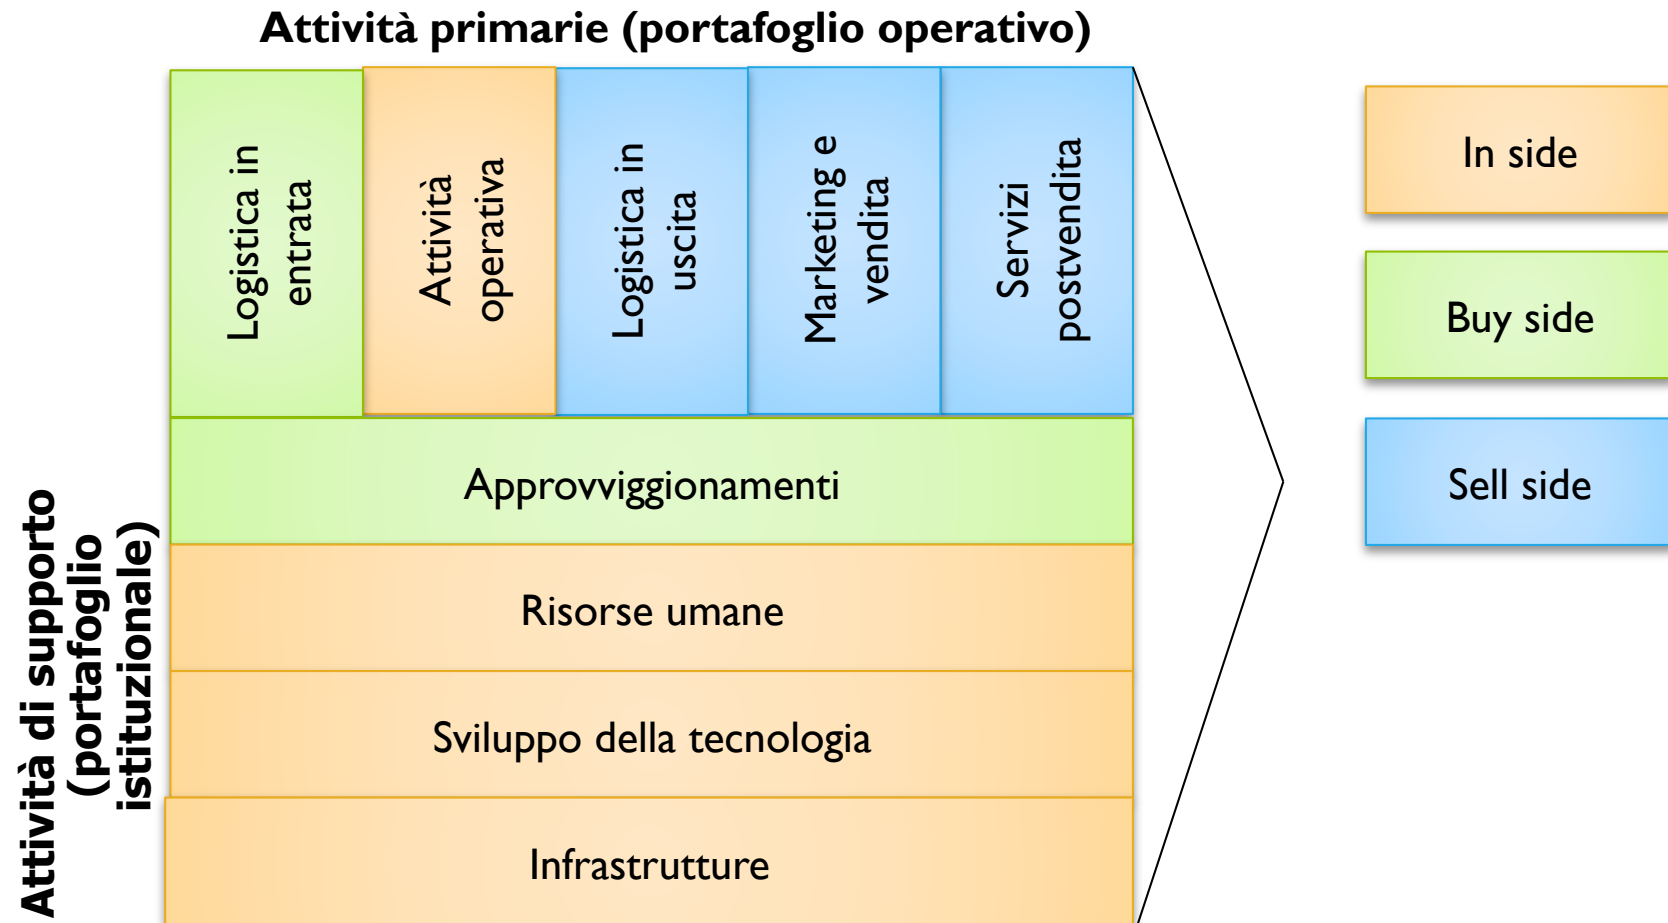 Attività primarie (portafoglio operativo)
Logistica in
entrata
Attività
operativa
Logistica in
uscita
Marketing e
vendita
Servizi
postvendita
In side
Buy side
Sell side
Attività di supporto
(portafoglio
istituzionale)
Approvviggionamenti
Risorse umane
Sviluppo della tecnologia
Infrastrutture